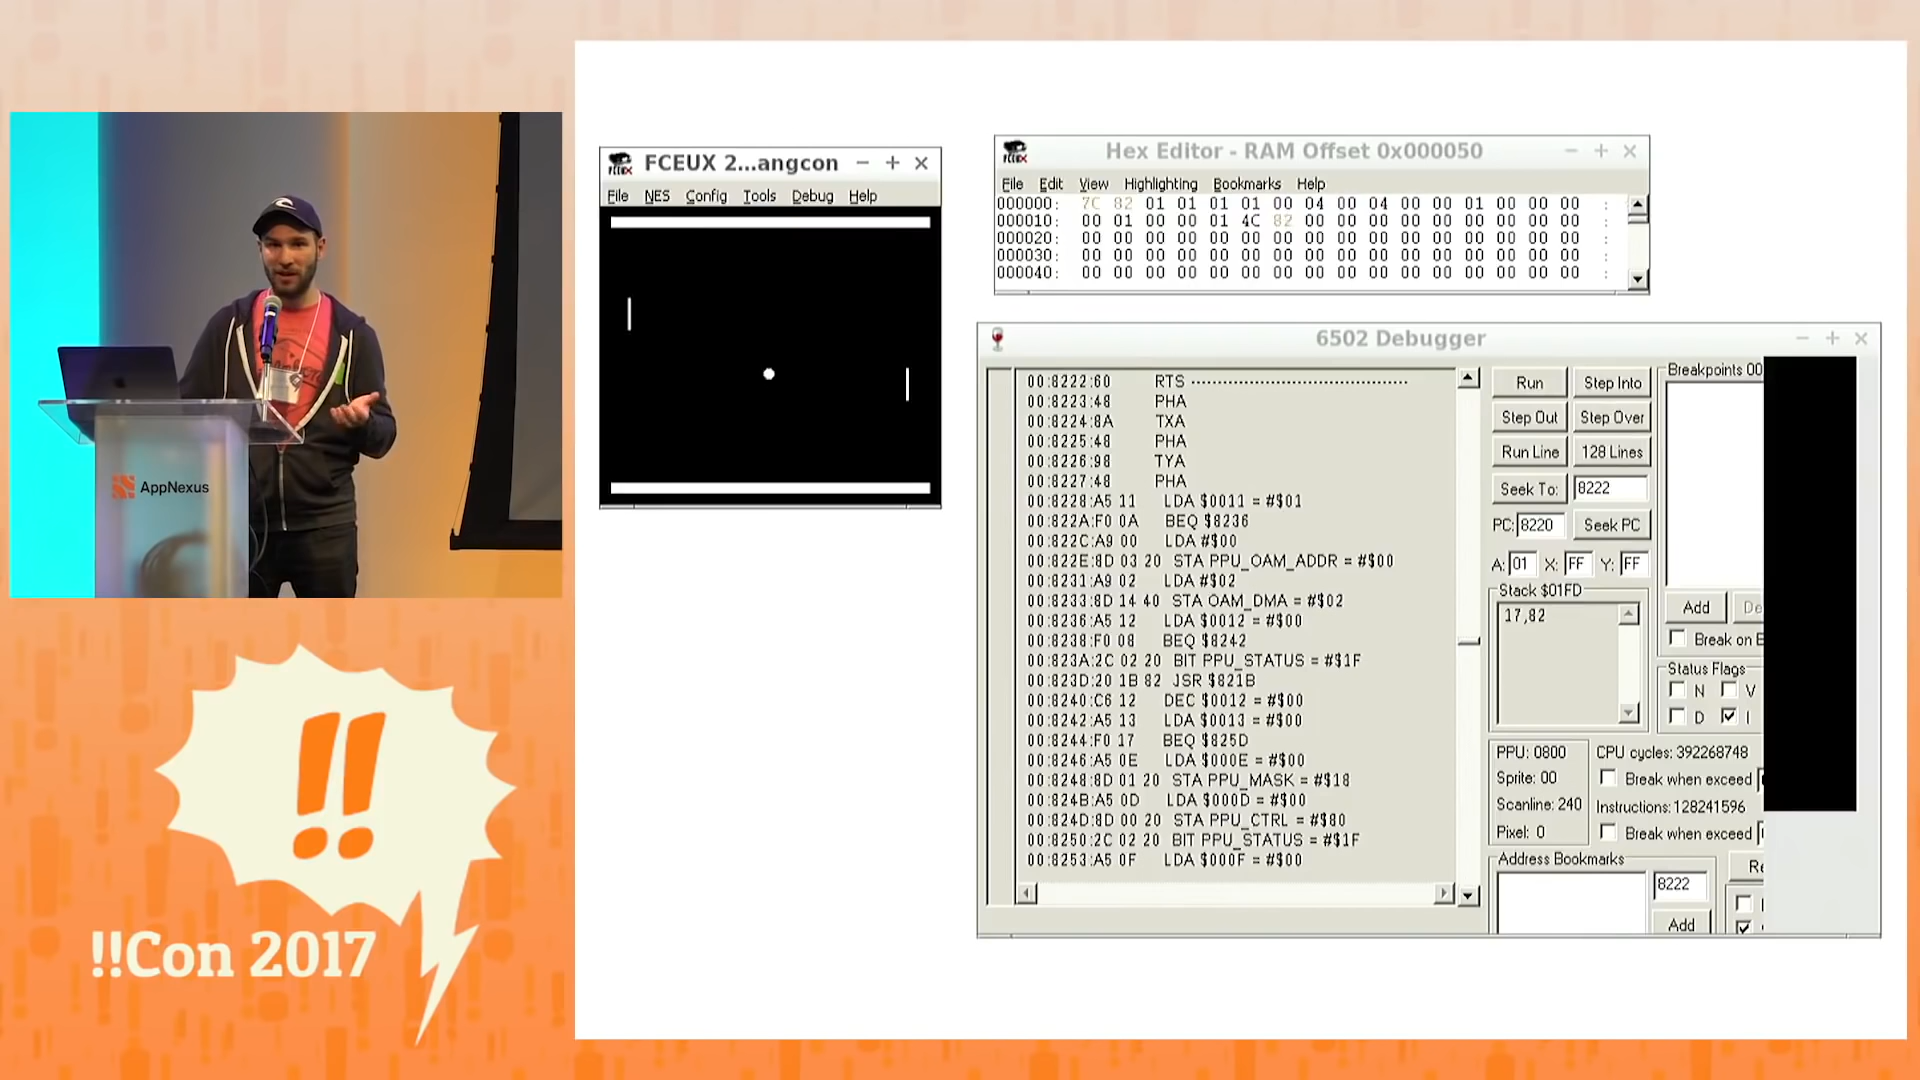 FCEUX 2...angcon
File NES Config Tools Debug Help
Hex Editor - RAM Offset 0x000050
File Edit View Highlighting Bookmarks Help
000000: 7C 82 01 01 01 01 00 04 00 04 00 00 01 00 00 00 :
000010: 00 01 00 00 01 4C 82 00 00 00 00 00 00 00 00 00 :
000020: 00 00 00 00 00 00 00 00 00 00 00 00 00 00 00 00 :
000030: 00 00 00 00 00 00 00 00 00 00 00 00 00 00 00 00 :
000040: 00 00 00 00 00 00 00 00 00 00 00 00 00 00 00 00 :
6502 Debugger
00:8222:60 RTS ------------------------------------
00:8223:48 PHA
00:8224:8A TXA
00:8225:48 PHA
00:8226:98 TYA
00:8227:48 PHA
00:8228:A5 11 LDA $0011 = #$01
00:822A:F0 0A BEQ $8236
00:822C:A9 00 LDA #$00
00:822E:8D 03 20 STA PPU_OAM_ADDR = #$00
00:8231:A9 02 LDA #$02
00:8233:8D 14 40 STA OAM_DMA = #$02
00:8236:A5 12 LDA $0012 = #$00
00:8238:F0 08 BEQ $8242
00:823A:2C 02 20 BIT PPU_STATUS = #$1F
00:823D:20 1B 82 JSR $821B
00:8240:C6 12 DEC $0012 = #$00
00:8242:A5 13 LDA $0013 = #$00
00:8244:F0 17 BEQ $825D
00:8246:A5 0E LDA $000E = #$00
00:8248:8D 01 20 STA PPU_MASK = #$18
00:824B:A5 0D LDA $000D = #$00
00:824D:8D 00 20 STA PPU_CTRL = #$80
00:8250:2C 02 20 BIT PPU_STATUS = #$1F
00:8253:A5 0F LDA $000F = #$00
Run Step Into
Step Out Step Over
Run Line 128 Lines
Seek To: 8222
PC: 8220 Seek PC
A: 01 X: FF Y: FF
Stack $01FD
17,82
PPU: 0800
Sprite: 00
Scanline: 240
Pixel: 0
Breakpoints 00
Add De
Break on E
Status Flags
N V
D I
CPU cycles: 392268748
Break when exceed
Instructions: 128241596
Break when exceed
Address Bookmarks
8222
Add
Re
AppNexus
!!
!!Con 2017